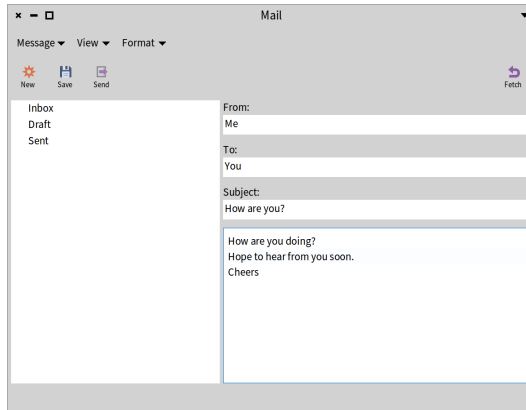 Mail
Message View Format
New Save Send Fetch
Inbox
Draft
Sent
From:
Me
To:
You
Subject:
How are you?
How are you doing?
Hope to hear from you soon.
Cheers